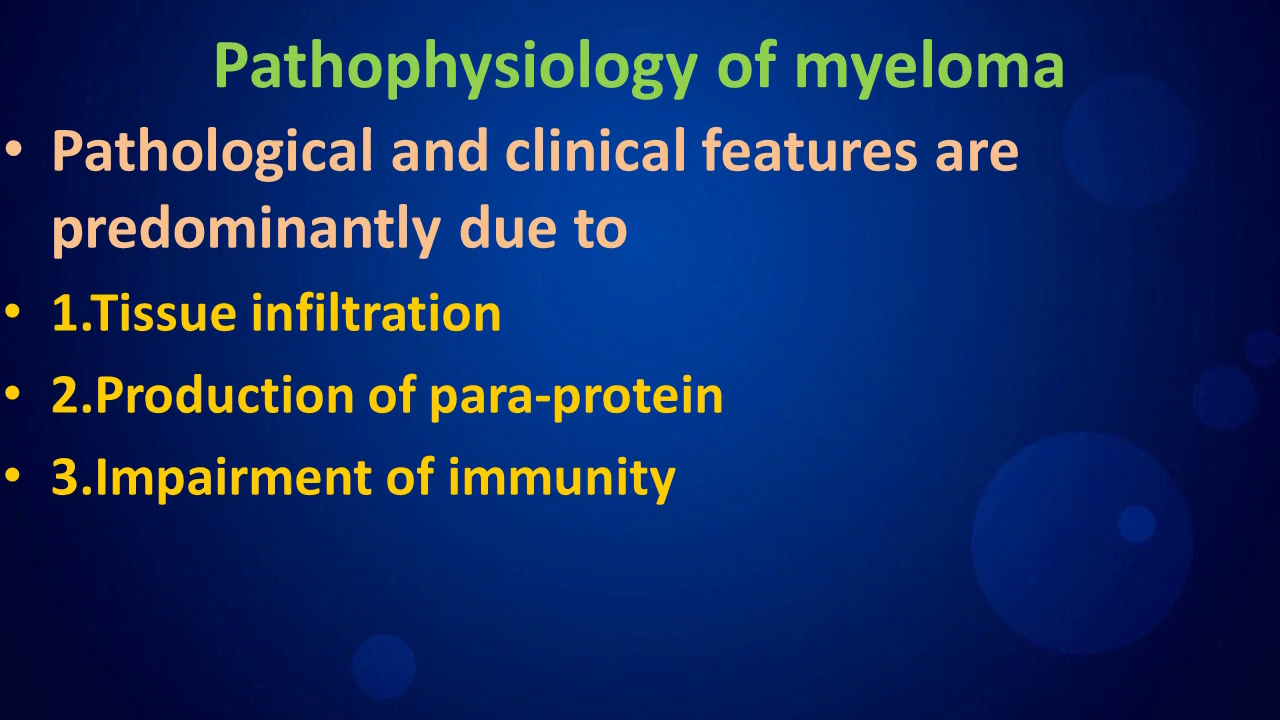 Pathophysiology of myeloma
• Pathological and clinical features are
predominantly due to
• 1.Tissue infiltration
• 2.Production of para-protein
• 3.Impairment of immunity